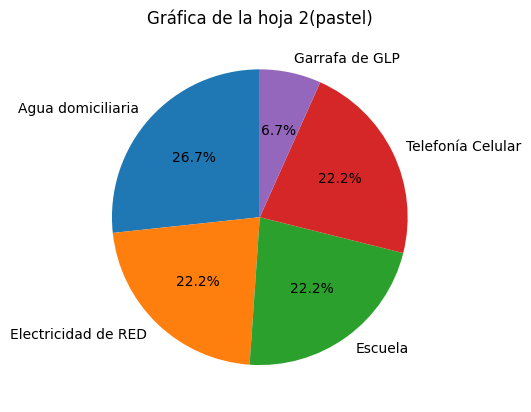 Gráfica de la hoja 2(pastel)
Garrafa de GLP
Agua domiciliaria
6.7%
Telefonía Celular
26.7%
22.2%
22.2%
22.2%
Electricidad de RED
Escuela